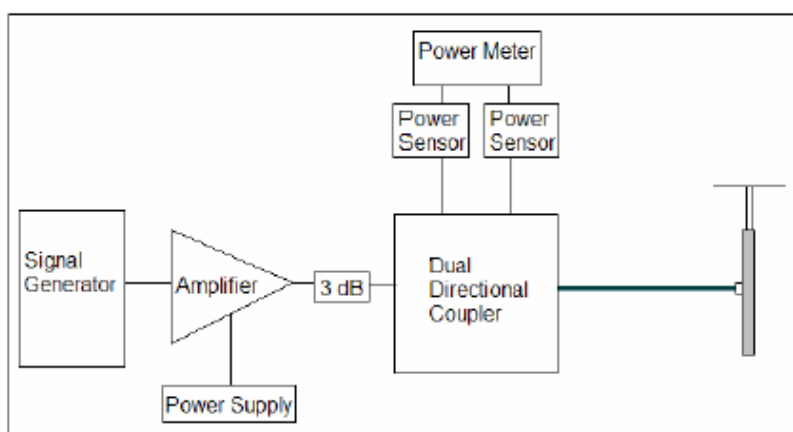 Power Meter
Power
Sensor
Power
Sensor
Signal
Generator
Amplifier
3 dB
Dual
Directional
Coupler
Power Supply